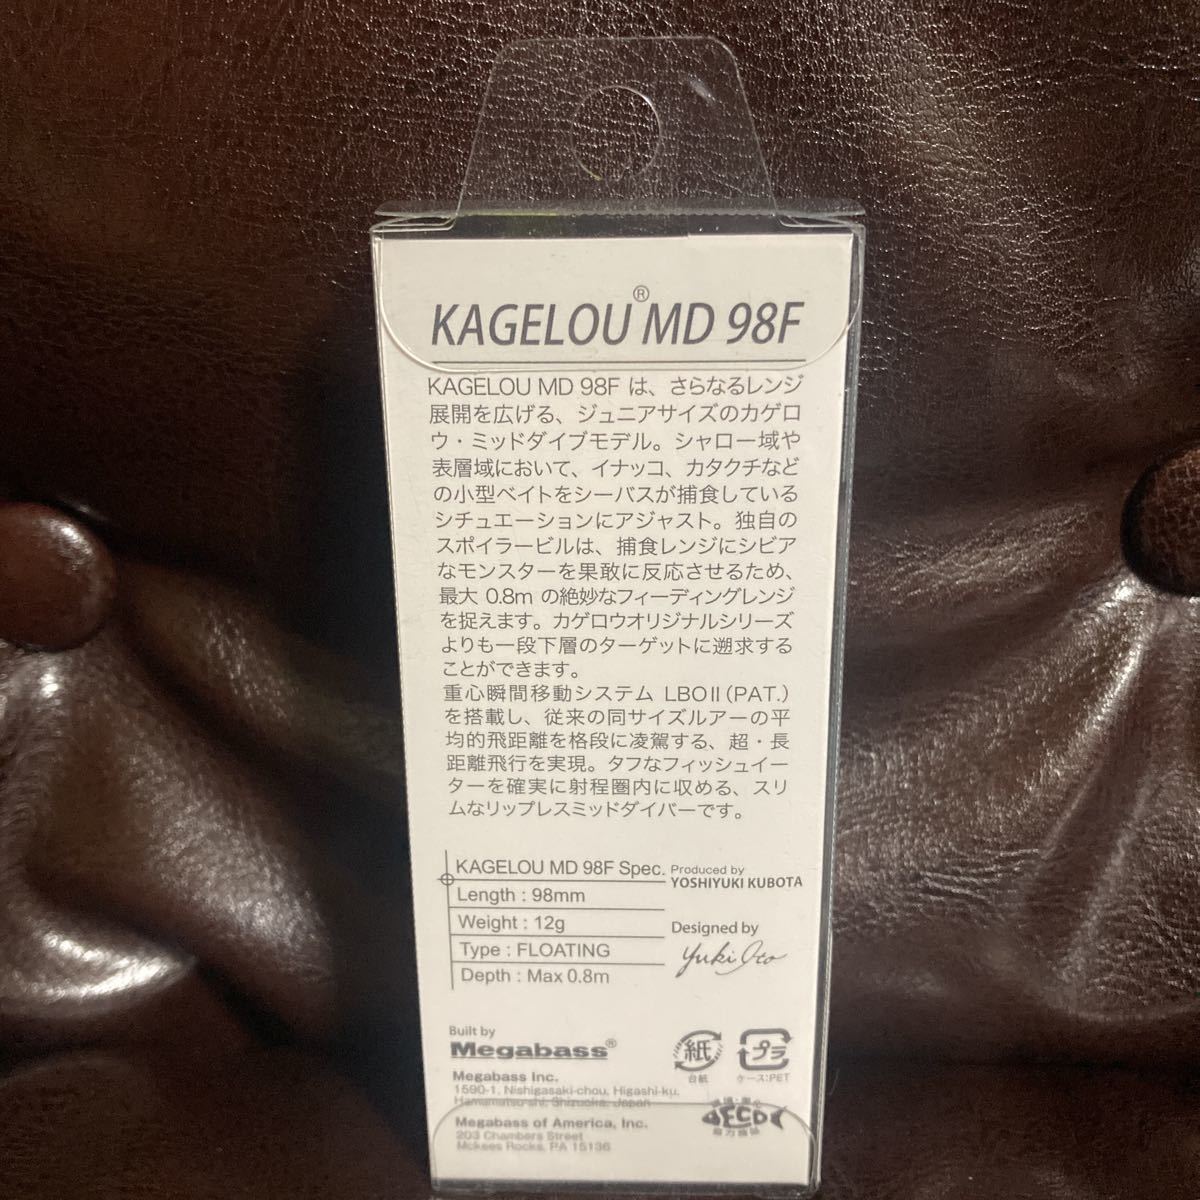 KAGELOU® MD 98F
KAGELOU MD 98F は、さらなるレンジ
展開を広げる、ジュニアサイズのカゲロ
ウ・ミッドダイブモデル。シャロー域や
表層域において、イナッコ、カタクチなど
の小型ベイトをシーバスが捕食している
シチュエーションにアジャスト。独自の
スポイラービルは、捕食レンジにシビア
なモンスターを果敢に反応させるため、
最大 0.8m の絶妙なフィーディングレンジ
を捉えます。カゲロウオリジナルシリーズ
よりも一段下層のターゲットに遡求する
ことができます。
重心瞬間移動システム LBOⅡ(PAT.)
を搭載し、従来の同サイズルアーの平
均的飛距離を格段に凌駕する、超・長
距離飛行を実現。タフなフィッシュイー
ターを確実に射程圏内に収める、スリ
ムなリップレスミッドダイバーです。
KAGELOU MD 98F Spec.
Length : 98mm
Weight : 12g
Type : FLOATING
Depth : Max 0.8m
Produced by
YOSHIYUKI KUBOTA
Designed by
Yuki Ito
Built by
Megabass®
Megabass Inc.
1590-1, Nishigasaki-chou, Higashi-ku,
Hamamatsu-shi, Shizuoka, Japan
Megabass of America, Inc.
203 Chambers Street
Mckees Rocks, PA 15136
紙
台紙
プラ
ケース:PET
FECO